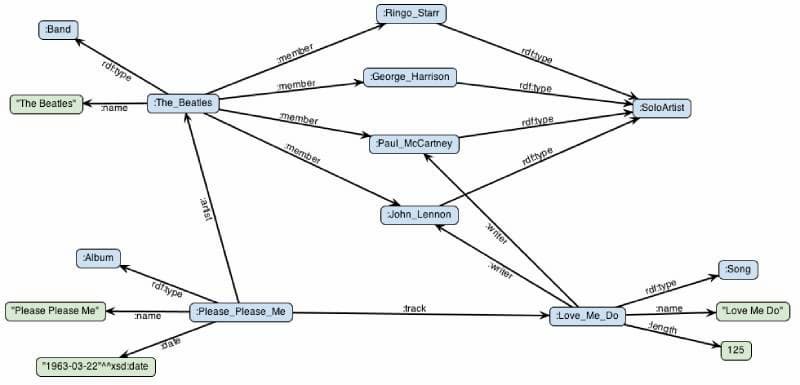 :Ringo_Starr
:Band
:member
rdf:type
rdf:type
:member
:George_Harrison
rdf:type
"The Beatles"
:name
:The_Beatles
:SoloArtist
:member
rdf:type
:Paul_McCartney
:member
rdf:type
:artist
:John_Lennon
:writer
:Album
:writer
:Song
rdf:type
rdf:type
"Please Please Me"
:name
:Please_Please_Me
:track
:Love_Me_Do
:name
"Love Me Do"
:date
:length
"1963-03-22"^^xsd:date
125